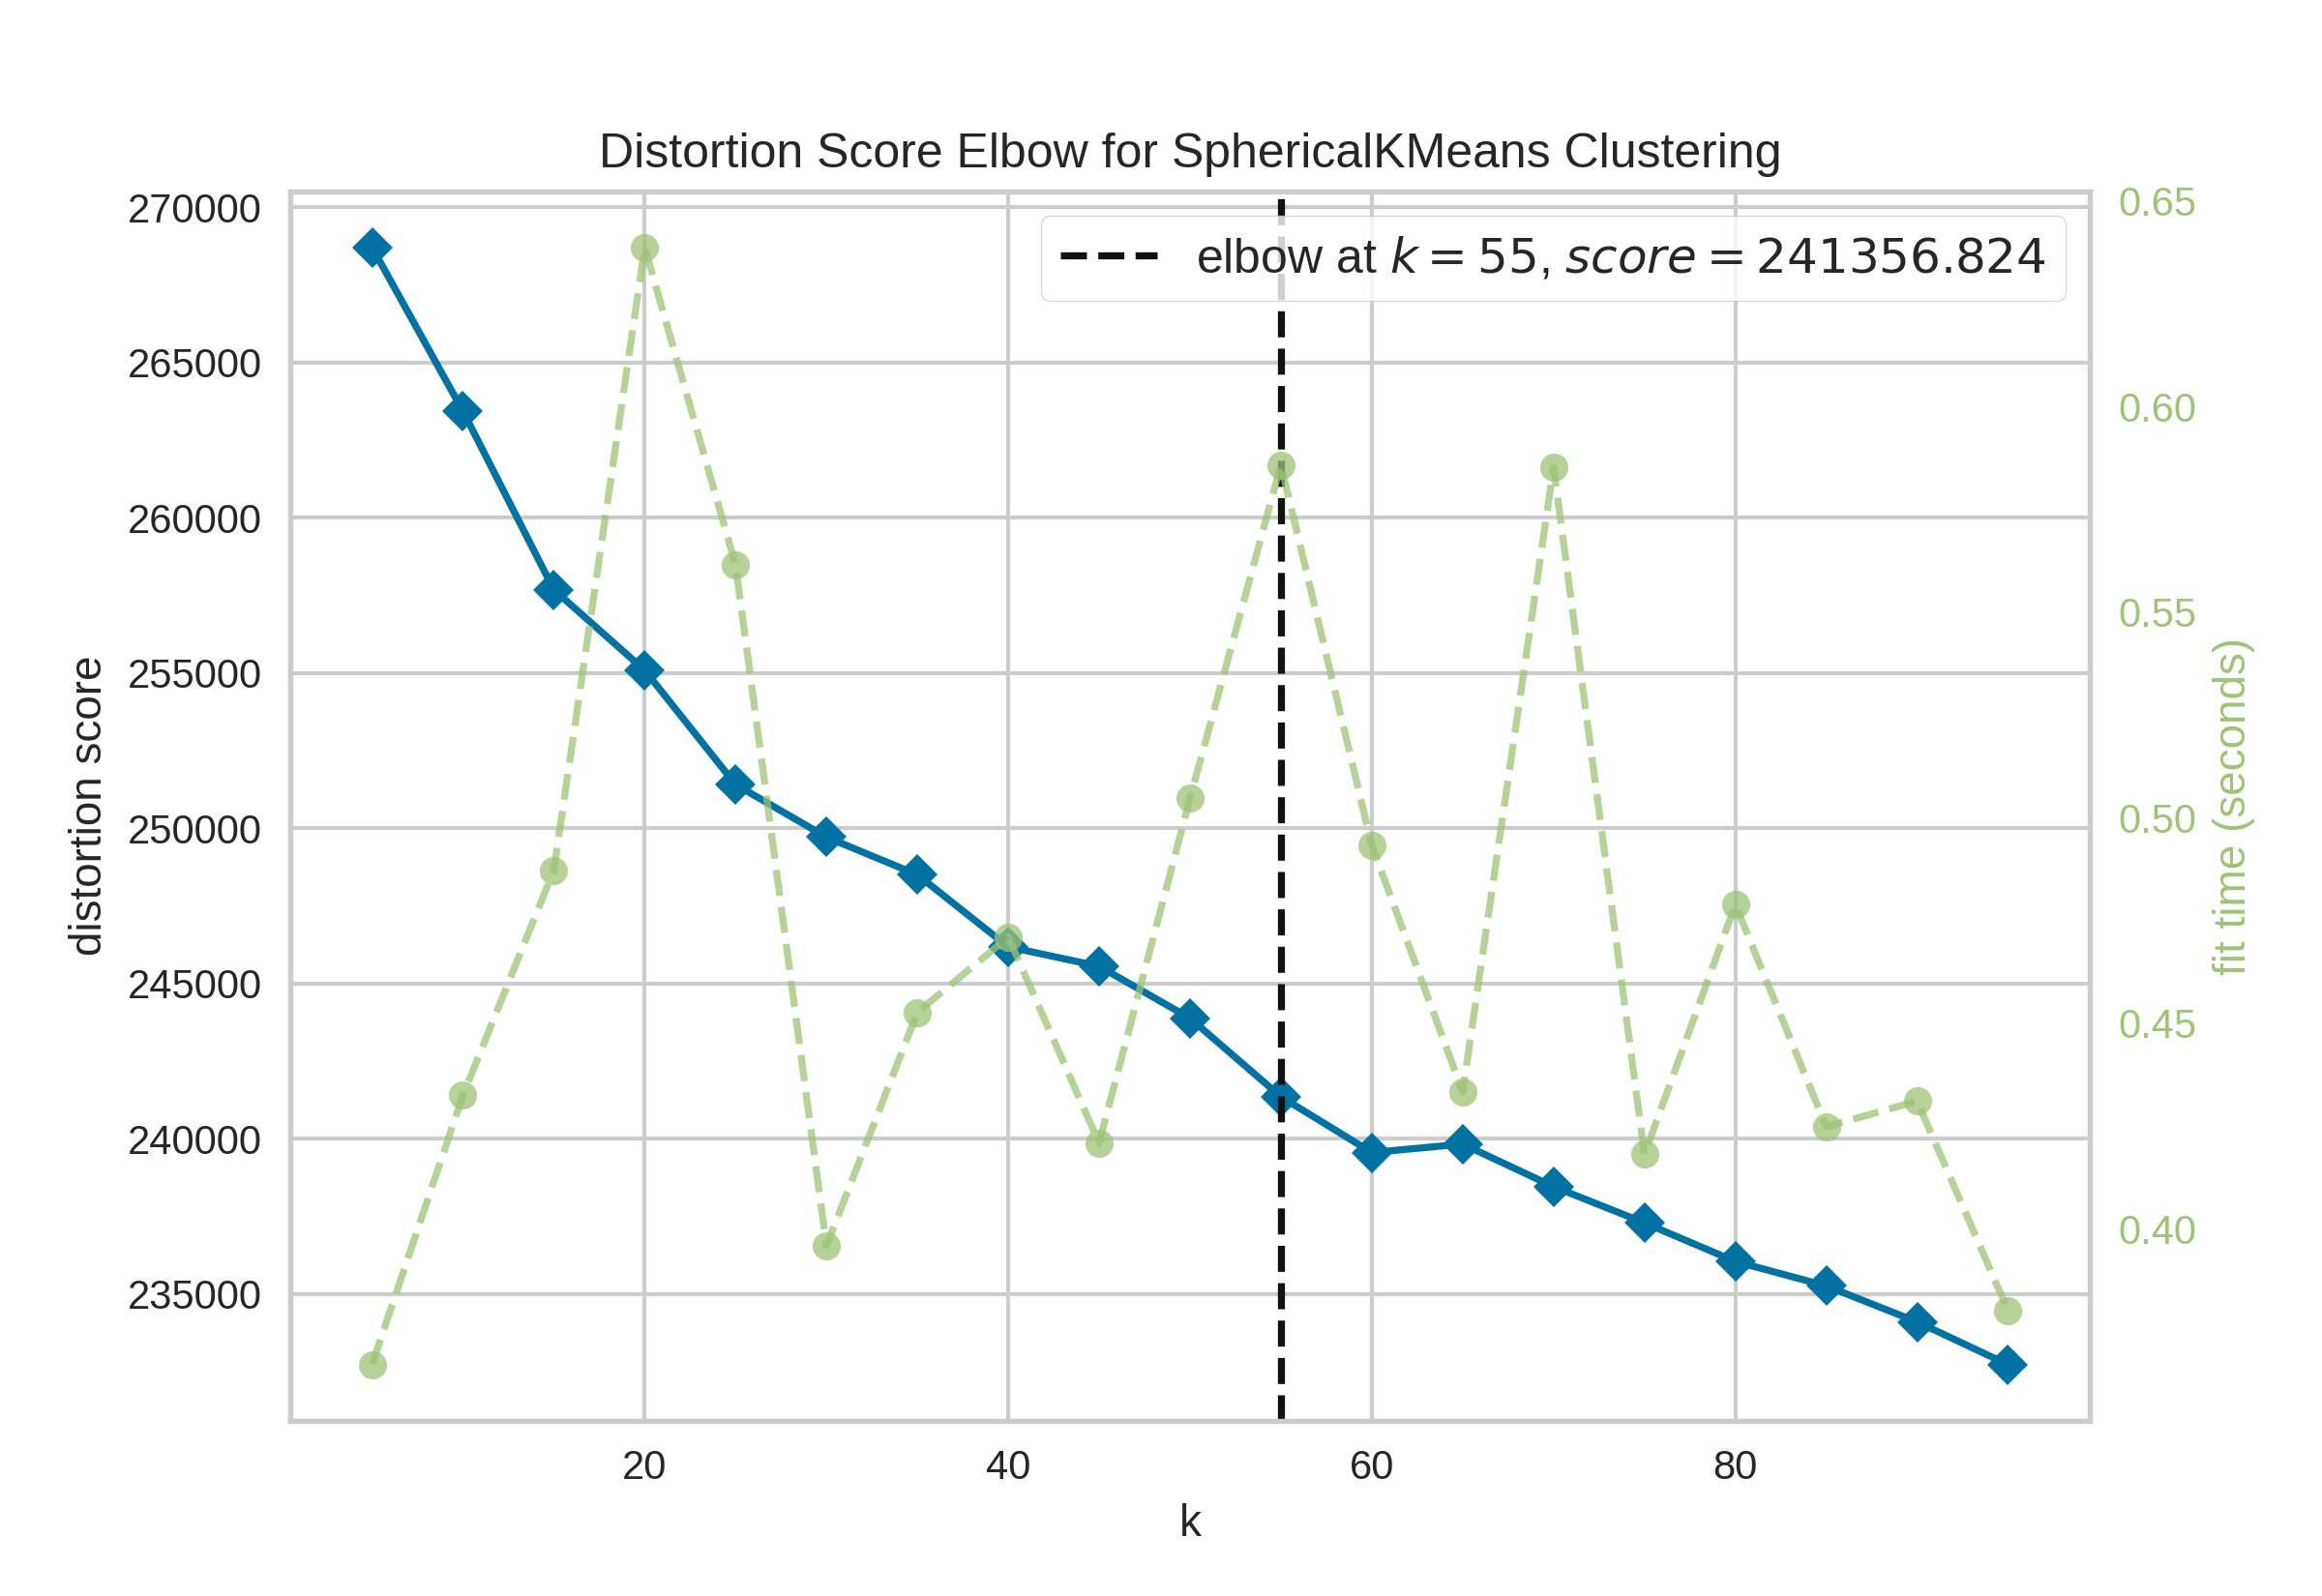 Distortion Score Elbow for SphericalKMeans Clustering
elbow at k = 55, score = 241356.824
distortion score
270000
265000
260000
255000
250000
245000
240000
235000
0.65
0.60
0.55
0.50
0.45
0.40
fit time (seconds)
20 40 60 80
k